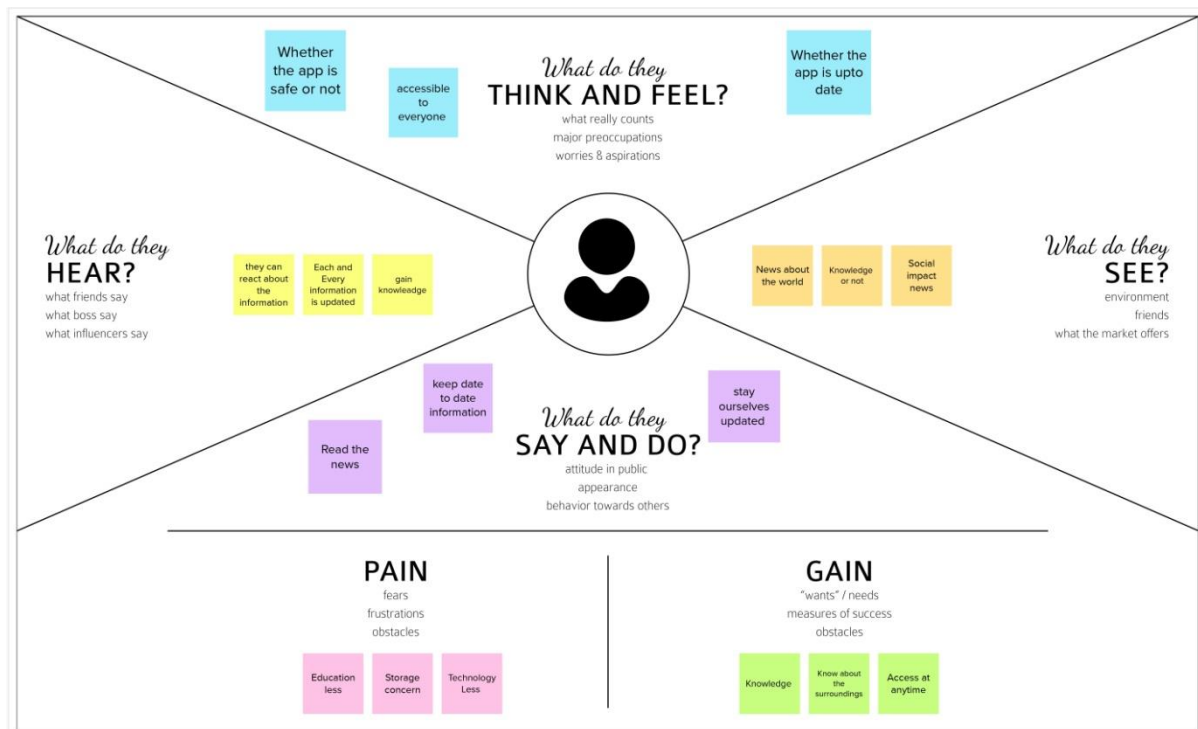 Whether
the app is
safe or not
accessible
to
everyone
What do they
THINK AND FEEL?
what really counts
major preoccupations
worries & aspirations
Whether the
app is upto
date
What do they
HEAR?
what friends say
what boss say
what influencers say
they can
react about
the
information
Each and
Every
information
is updated
gain
knowleadge
News about
the world
Knowledge
or not
Social
impact
news
What do they
SEE?
environment
friends
what the market offers
Read the
news
keep date
to date
information
What do they
SAY AND DO?
attitude in public
appearance
behavior towards others
stay
ourselves
updated
PAIN
fears
frustrations
obstacles
Education
less
Storage
concern
Technology
Less
GAIN
"wants" / needs
measures of success
obstacles
Knowledge
Know about
the
surroundings
Access at
anytime